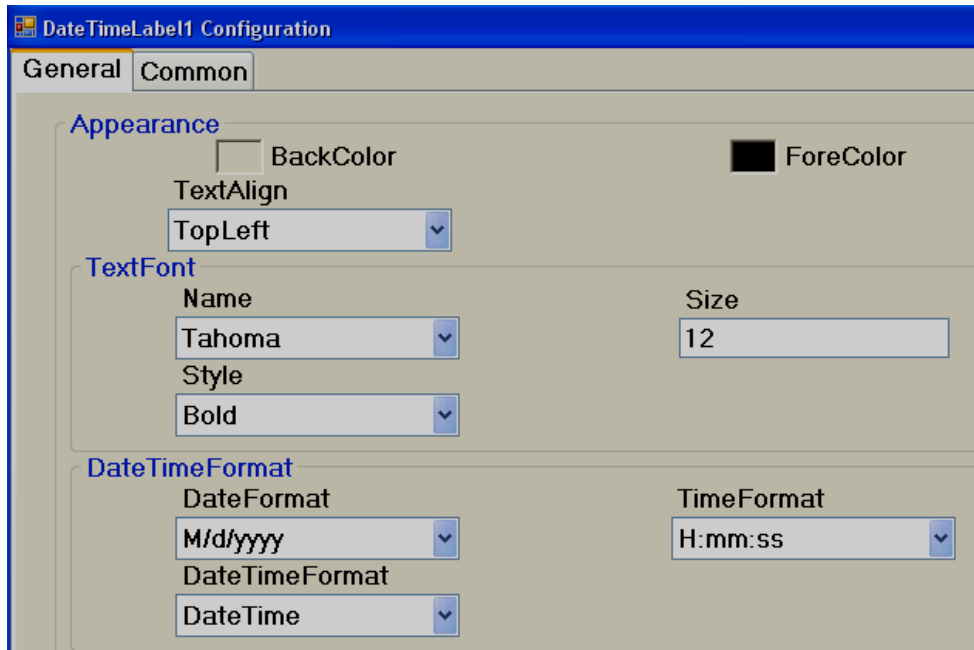 DateTimeLabel1 Configuration
General Common
Appearance
BackColor ForeColor
TextAlign
TopLeft
TextFont
Name Size
Tahoma 12
Style
Bold
DateTimeFormat
DateFormat TimeFormat
M/d/yyyy H:mm:ss
DateTimeFormat
DateTime